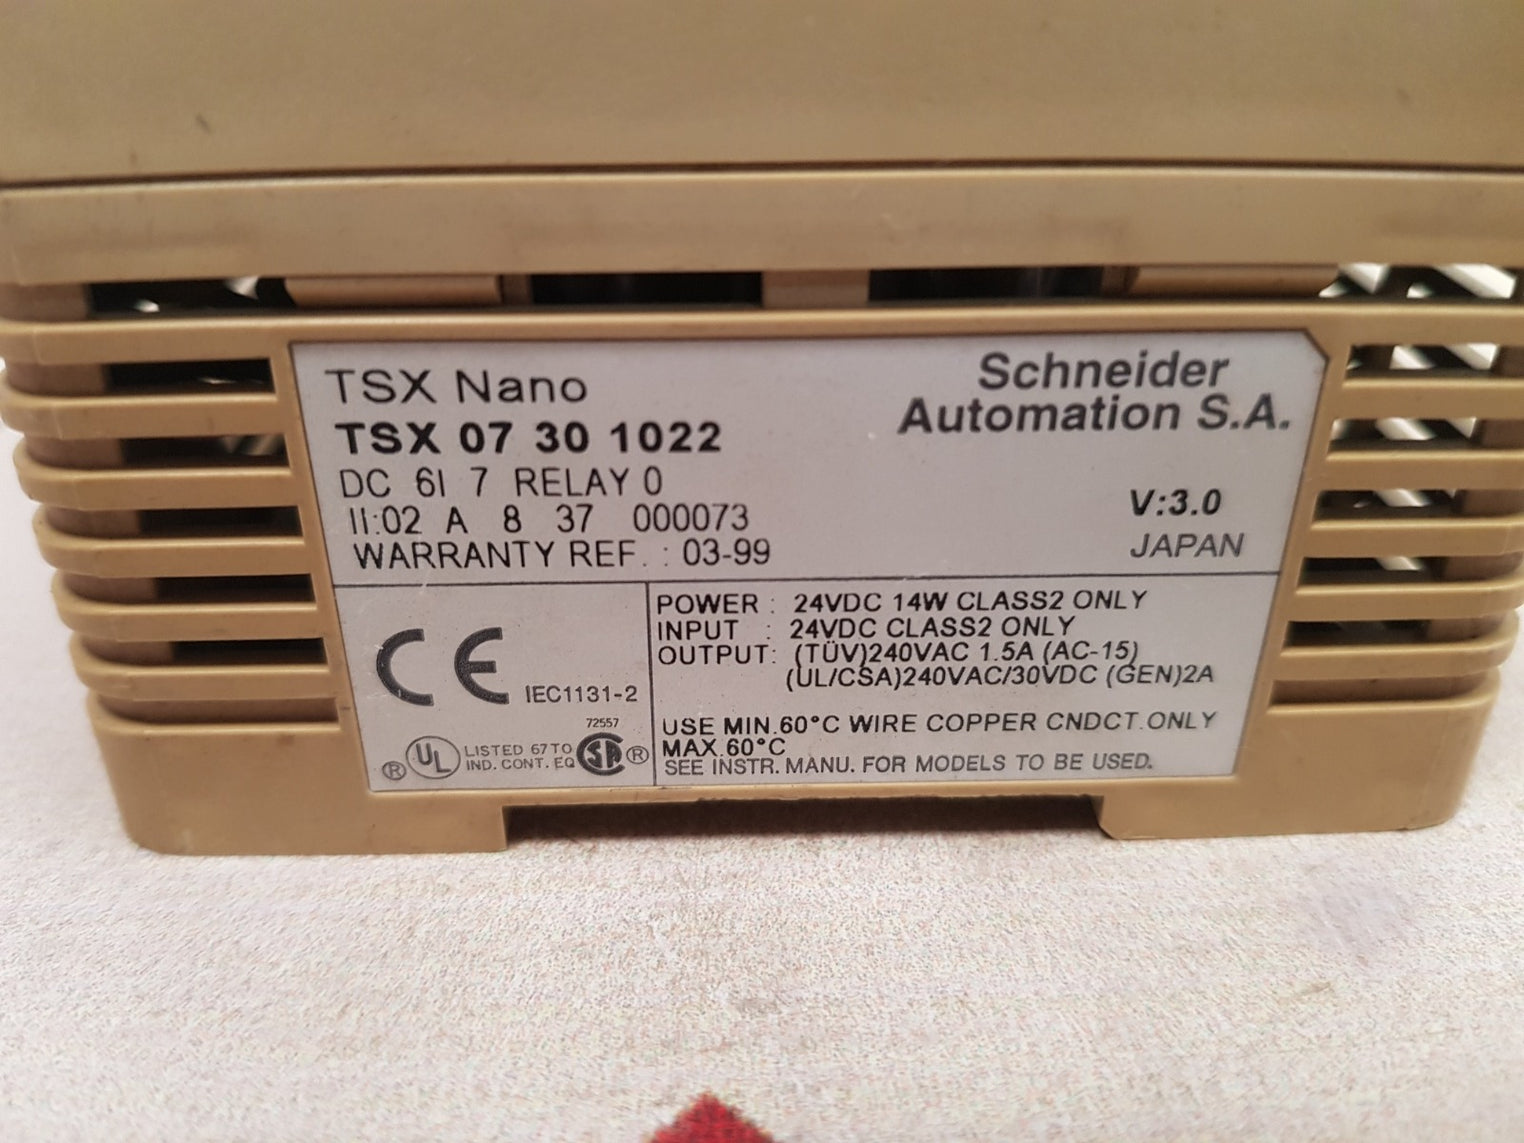 TSX Nano
TSX 07 30 1022
DC 6I 7 RELAY 0
II:02 A 8 37 000073
WARRANTY REF. : 03-99
Schneider
Automation S.A.
V:3.0
JAPAN
CE IEC1131-2
72557
® UL LISTED 67TO SA ®
IND. CONT. EQ
POWER : 24VDC 14W CLASS2 ONLY
INPUT : 24VDC CLASS2 ONLY
OUTPUT: (TÜV)240VAC 1.5A (AC-15)
(UL/CSA)240VAC/30VDC (GEN)2A
USE MIN.60°C WIRE COPPER CNDCT.ONLY
MAX.60°C
SEE INSTR. MANU. FOR MODELS TO BE USED.